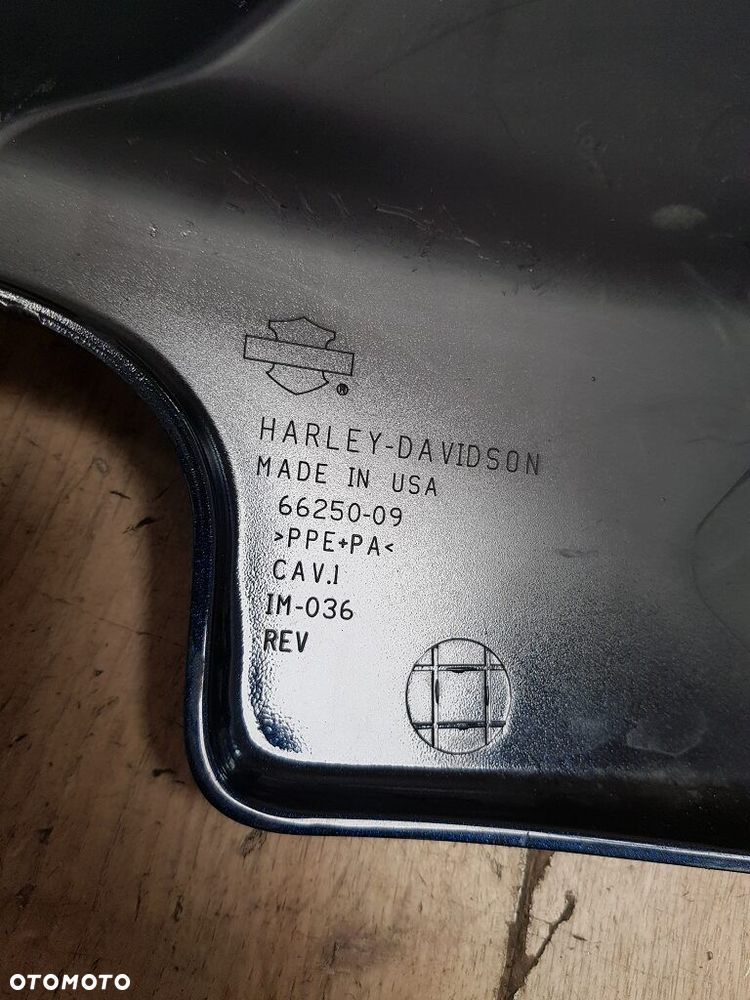 ®
HARLEY-DAVIDSON
MADE IN USA
66250-09
>PPE+PA<
CAV.1
IM-036
REV
OTOMOTO